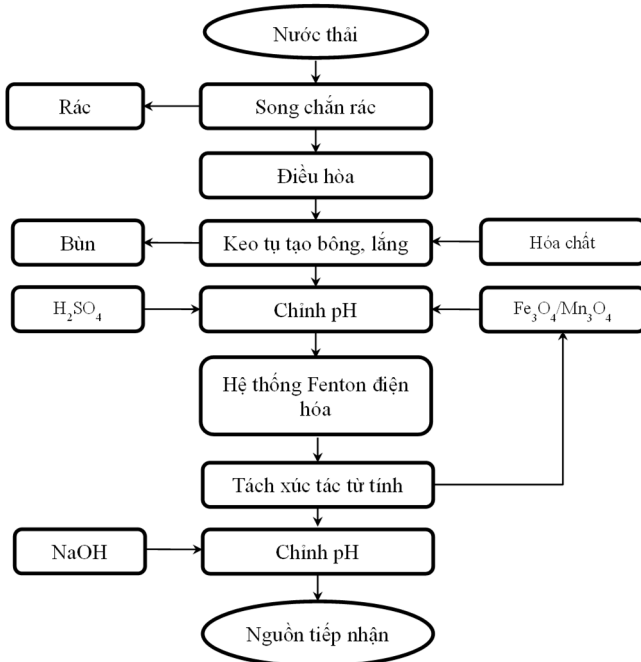 Nước thải
Rác
Song chắn rác
Điều hòa
Bùn
Keo tụ tạo bông, lắng
Hóa chất
H₂SO₄
Chỉnh pH
Fe₃O₄/Mn₃O₄
Hệ thống Fenton điện
hóa
Tách xúc tác từ tính
NaOH
Chỉnh pH
Nguồn tiếp nhận